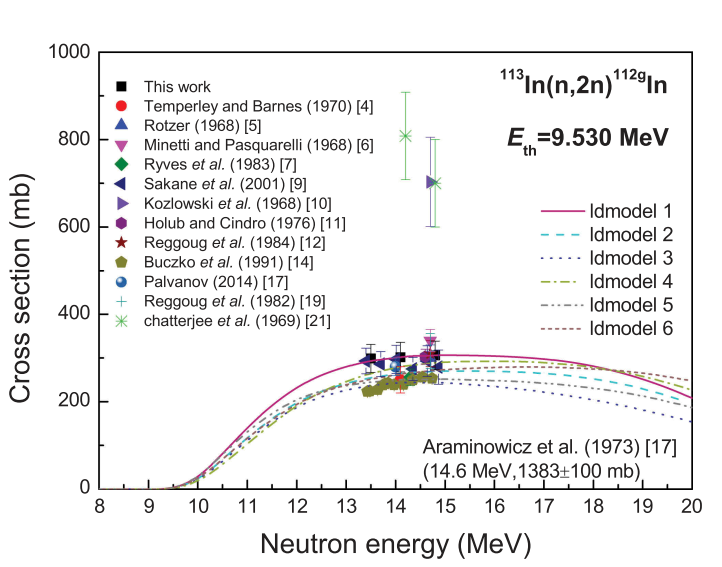 1000
800
600
400
200
0
Cross section (mb)
This work
Temperley and Barnes (1970) [4]
Rotzer (1968) [5]
Minetti and Pasquarelli (1968) [6]
Ryves et al. (1983) [7]
Sakane et al. (2001) [9]
Kozlowski et al. (1968) [10]
Holub and Cindro (1976) [11]
Reggoug et al. (1984) [12]
Buczko et al. (1991) [14]
Palvanov (2014) [17]
Reggoug et al. (1982) [19]
chatterjee et al. (1969) [21]
¹¹³In(n,2n)¹¹²ᵍIn
Eth=9.530 MeV
ldmodel 1
ldmodel 2
ldmodel 3
ldmodel 4
ldmodel 5
ldmodel 6
Araminowicz et al. (1973) [17]
(14.6 MeV,1383±100 mb)
8 9 10 11 12 13 14 15 16 17 18 19 20
Neutron energy (MeV)